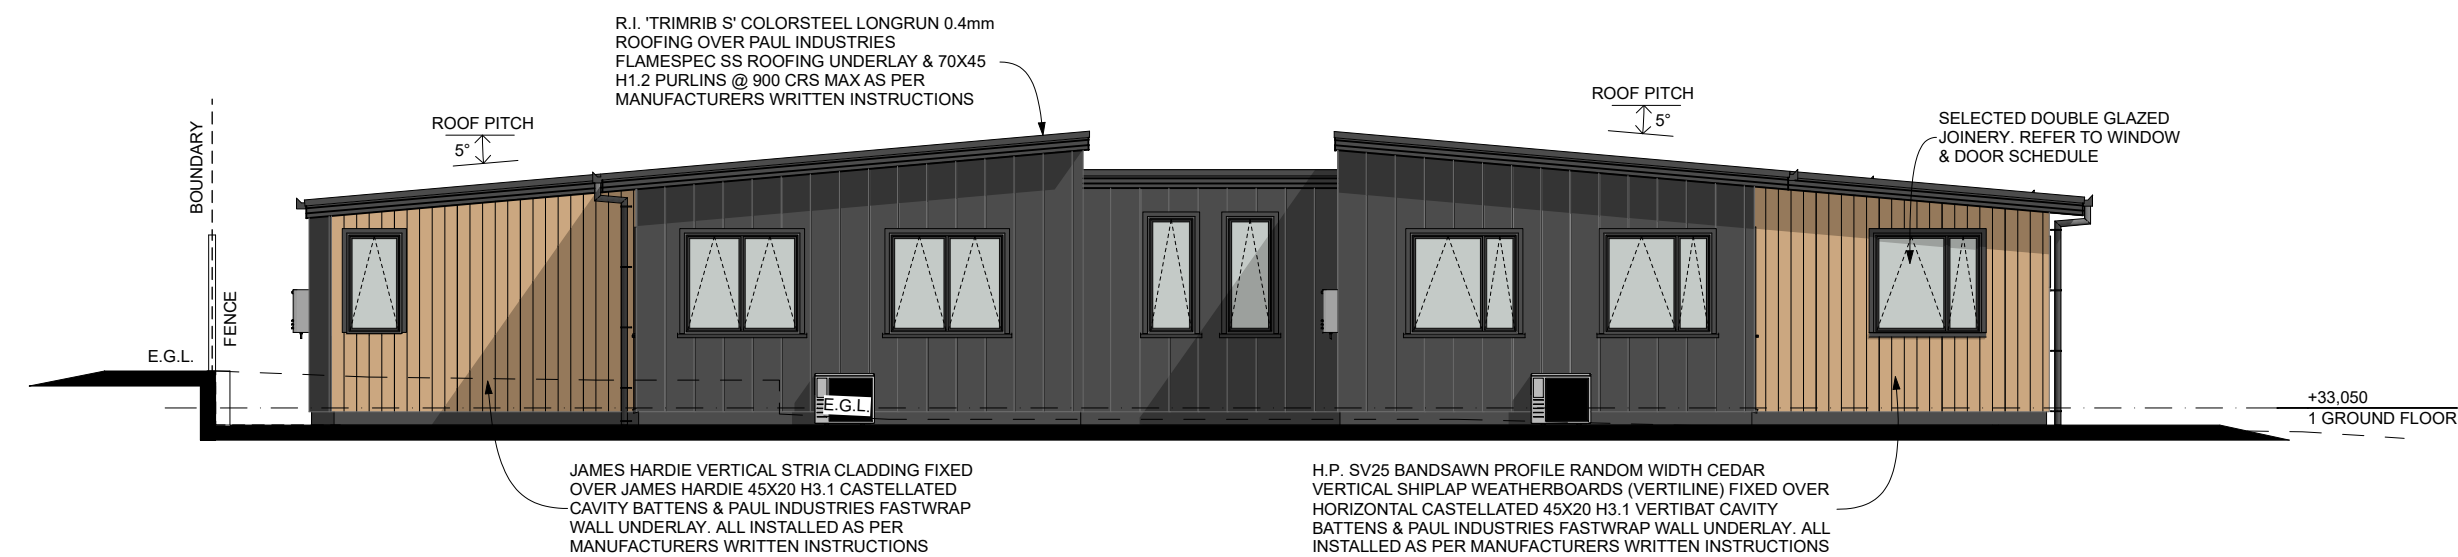 R.I. 'TRIMRIB S' COLORSTEEL LONGRUN 0.4mm
ROOFING OVER PAUL INDUSTRIES
FLAMESPEC SS ROOFING UNDERLAY & 70X45
H1.2 PURLINS @ 900 CRS MAX AS PER
MANUFACTURERS WRITTEN INSTRUCTIONS
ROOF PITCH
5°
ROOF PITCH
5°
SELECTED DOUBLE GLAZED
JOINERY. REFER TO WINDOW
& DOOR SCHEDULE
BOUNDARY
FENCE
E.G.L.
E.G.L.
+33,050
1 GROUND FLOOR
JAMES HARDIE VERTICAL STRIA CLADDING FIXED
OVER JAMES HARDIE 45X20 H3.1 CASTELLATED
CAVITY BATTENS & PAUL INDUSTRIES FASTWRAP
WALL UNDERLAY. ALL INSTALLED AS PER
MANUFACTURERS WRITTEN INSTRUCTIONS
H.P. SV25 BANDSAWN PROFILE RANDOM WIDTH CEDAR
VERTICAL SHIPLAP WEATHERBOARDS (VERTILINE) FIXED OVER
HORIZONTAL CASTELLATED 45X20 H3.1 VERTIBAT CAVITY
BATTENS & PAUL INDUSTRIES FASTWRAP WALL UNDERLAY. ALL
INSTALLED AS PER MANUFACTURERS WRITTEN INSTRUCTIONS